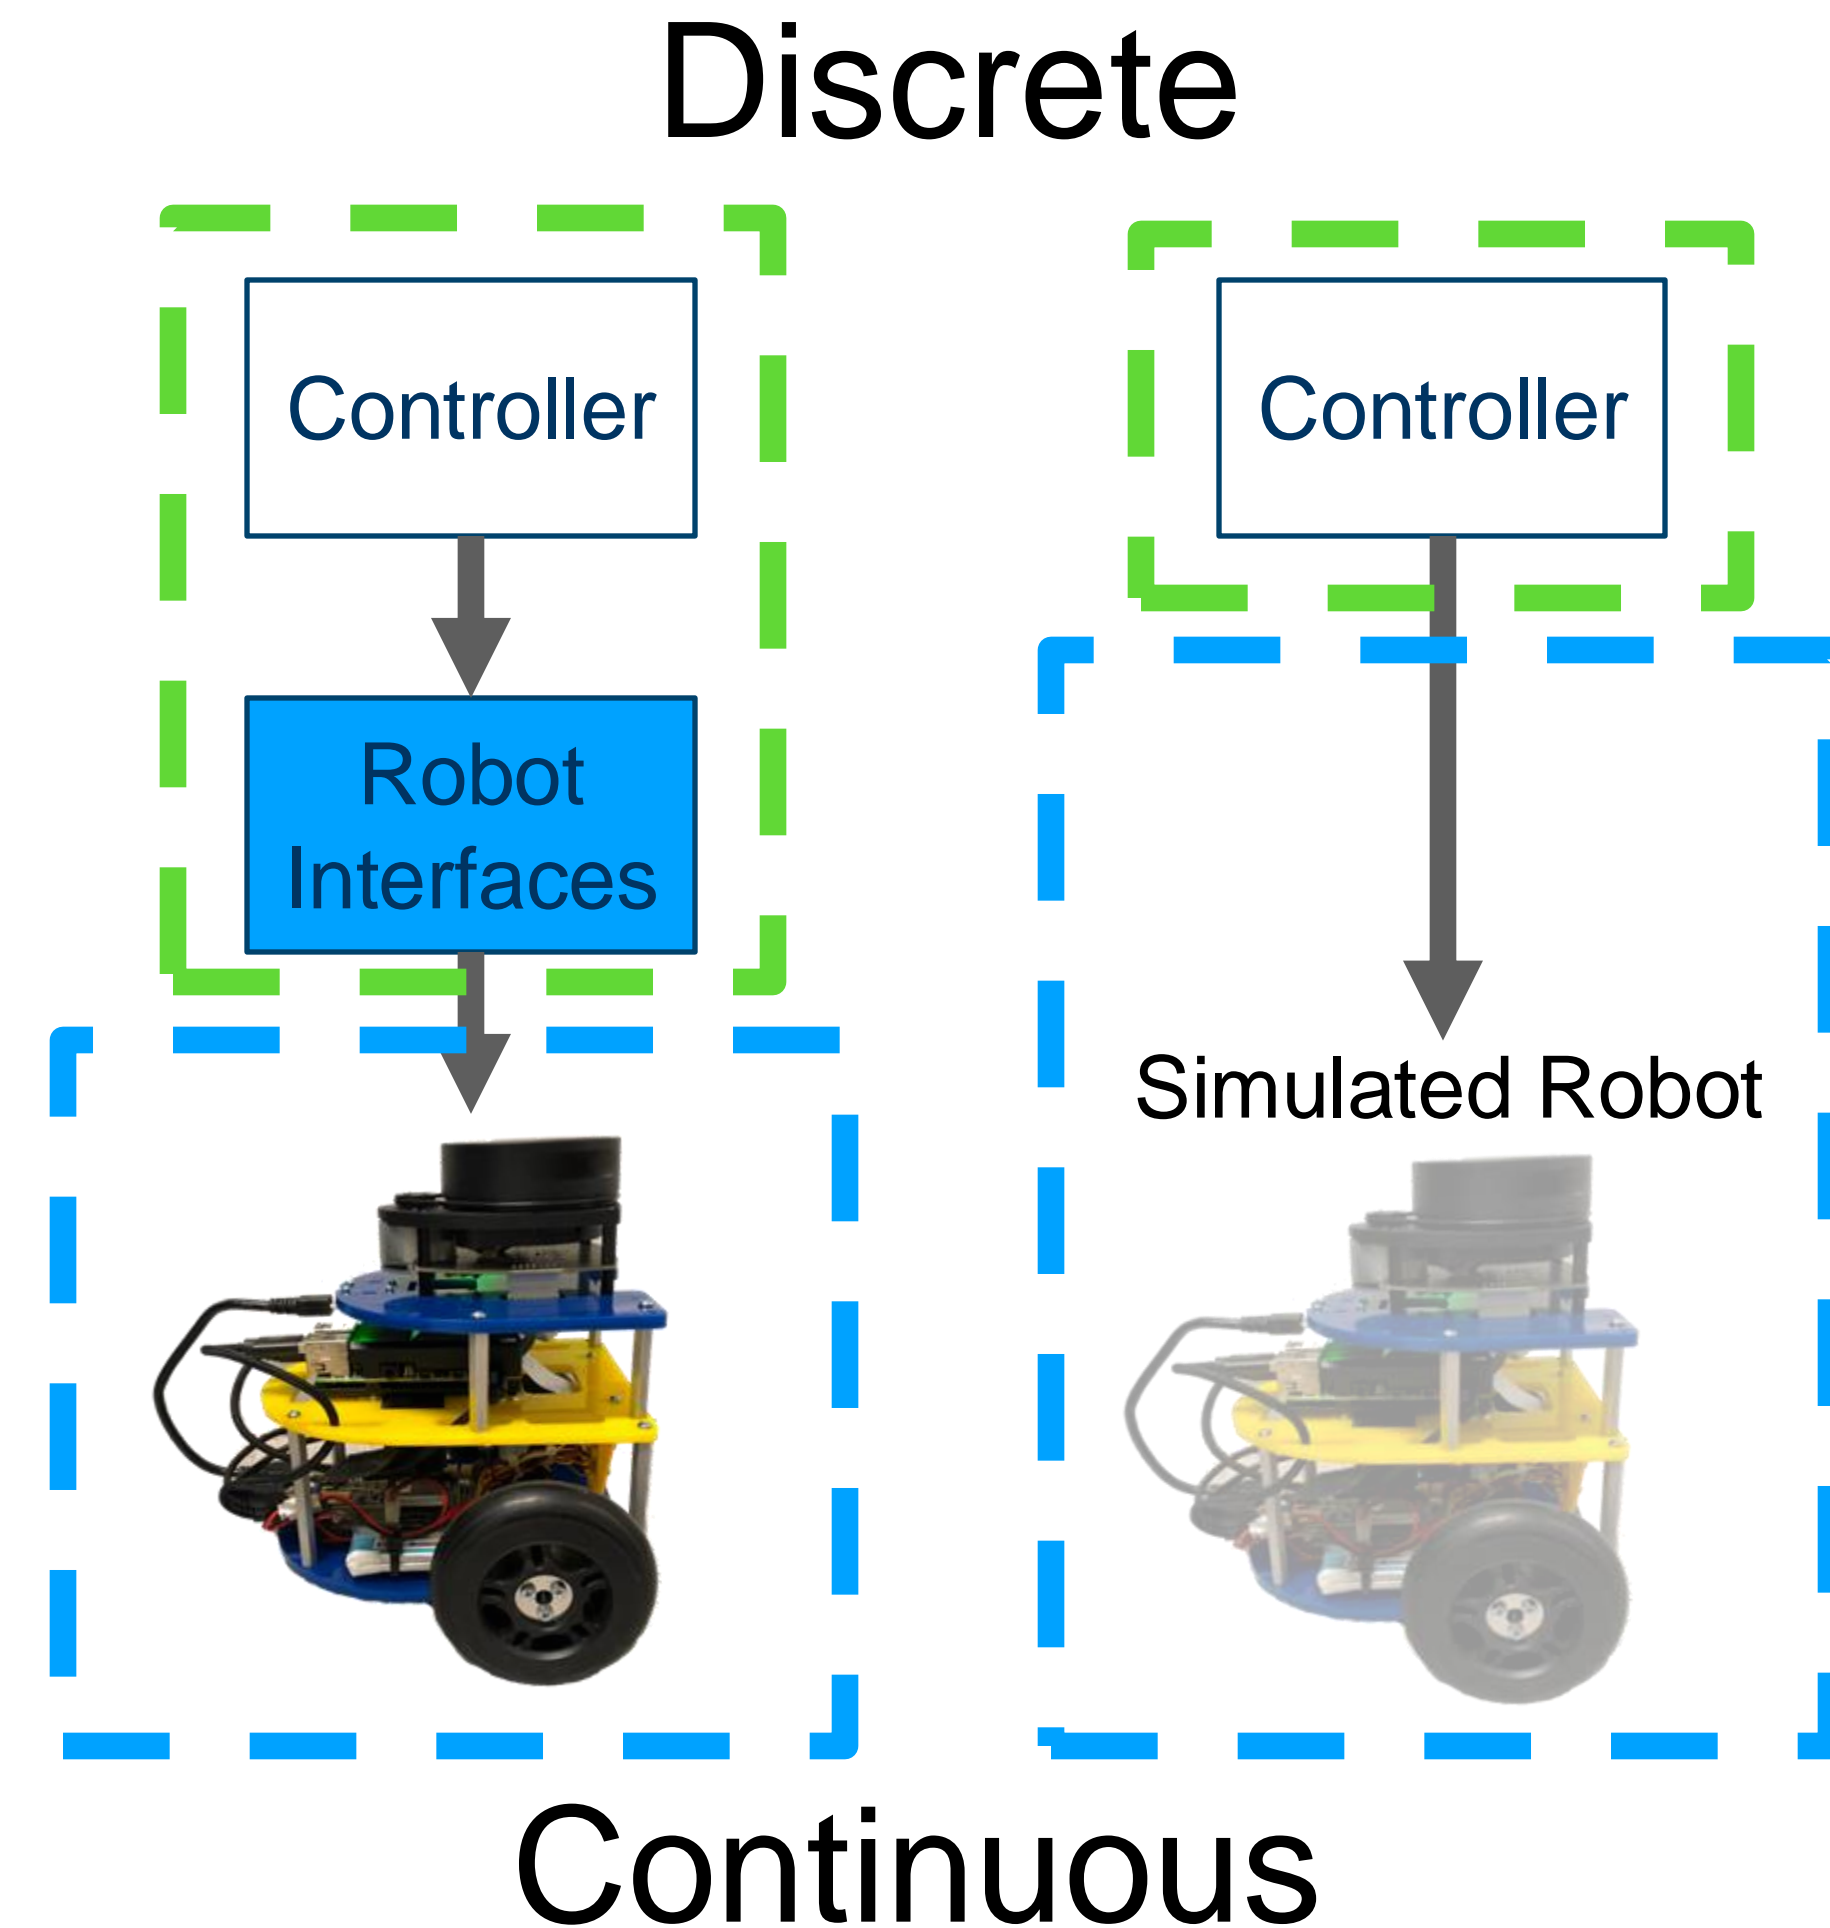 Discrete
Controller
Controller
Robot
Interfaces
Simulated Robot
Continuous